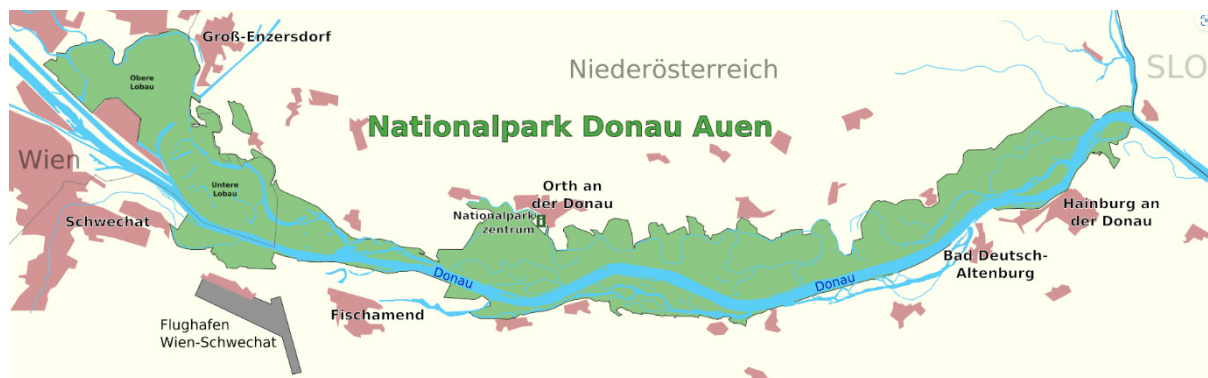 Groß-Enzersdorf
Obere
Lobau
Niederösterreich
SLO
Nationalpark Donau Auen
Wien
Untere
Lobau
Orth an
der Donau
Nationalpark
zentrum
i
Schwechat
Hainburg an
der Donau
Donau
Donau
Bad Deutsch-
Altenburg
Fischamend
Flughafen
Wien-Schwechat